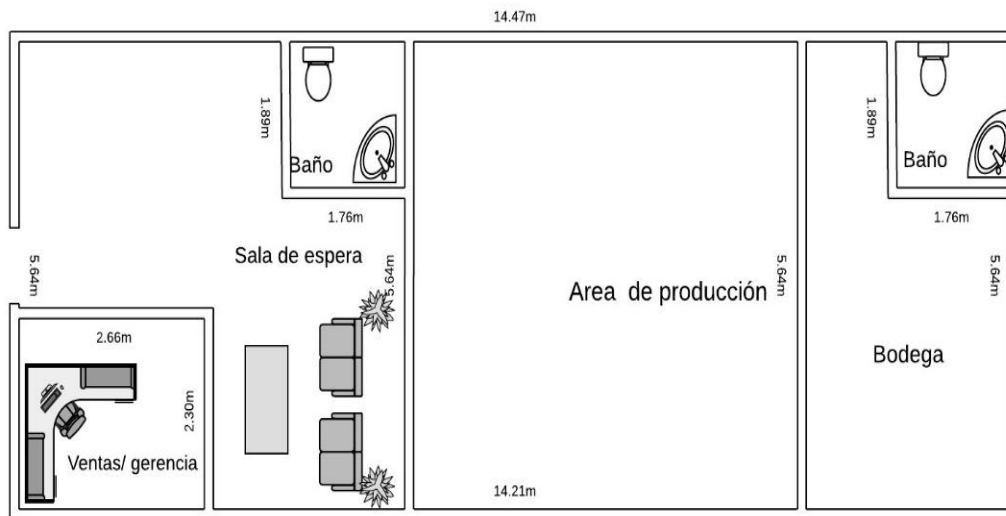 14.47m
1.89m
1.89m
Baño
Baño
1.76m
1.76m
Sala de espera
5.64m
5.64m
5.64m
5.64m
Area de producción
2.66m
Bodega
2.30m
Ventas/ gerencia
14.21m